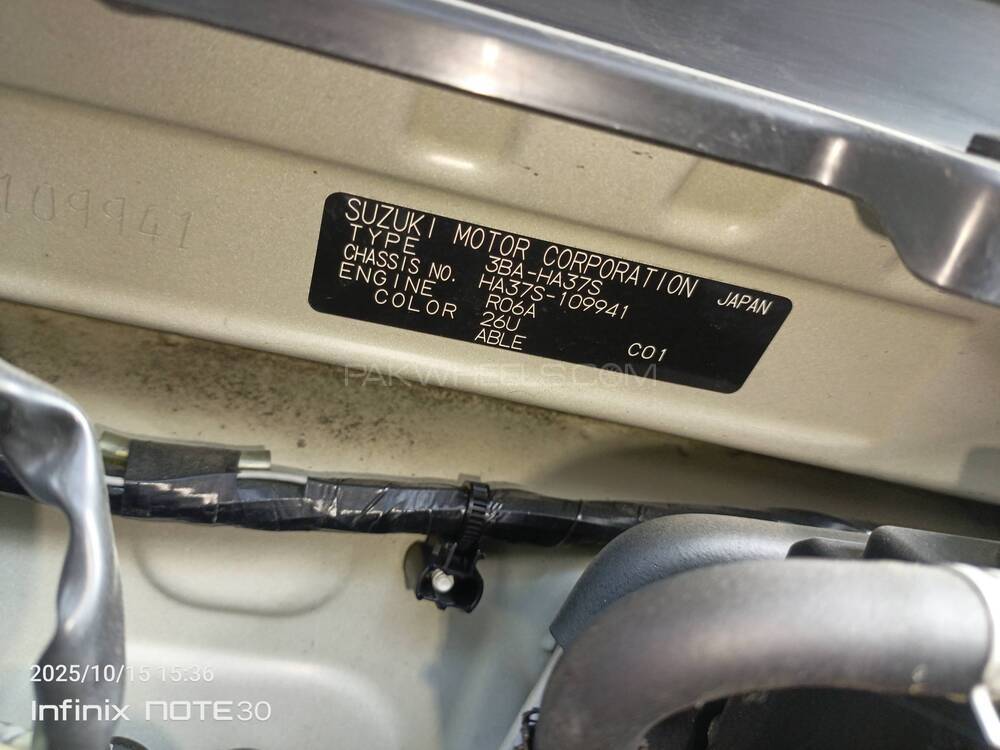 109941
SUZUKI MOTOR CORPORATION JAPAN
TYPE 3BA-HA37S
CHASSIS NO. HA37S-109941
ENGINE R06A
COLOR 26U
ABLE C01
PAKWHEELS.COM
2025/10/15 15:36
Infinix NOTE30